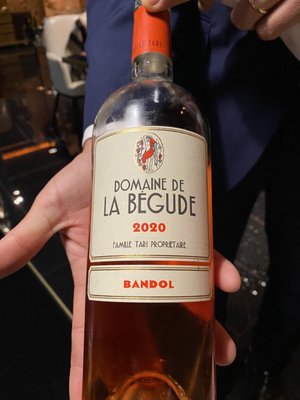 DOMAINE DE
LA BÉGUDE
2020
FAMILLE TARI PROPRIÉTAIRE
BANDOL